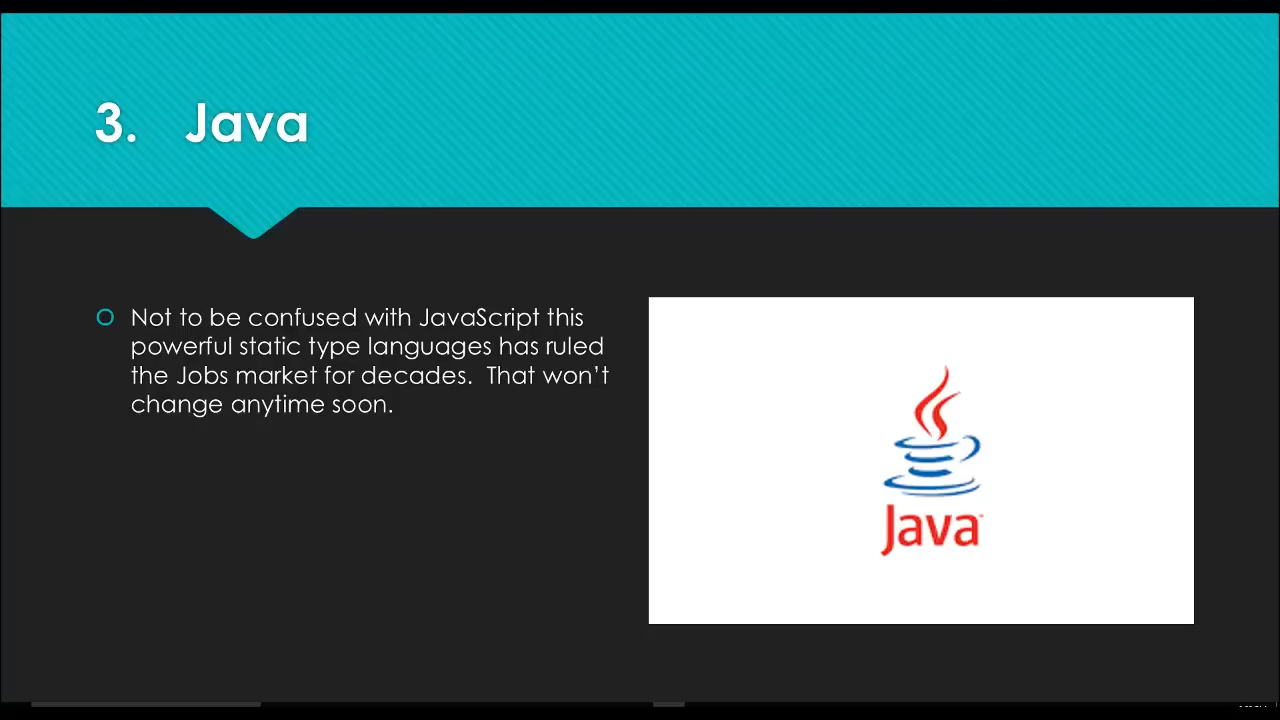 3. Java
Not to be confused with JavaScript this
powerful static type languages has ruled
the Jobs market for decades. That won't
change anytime soon.
Java™